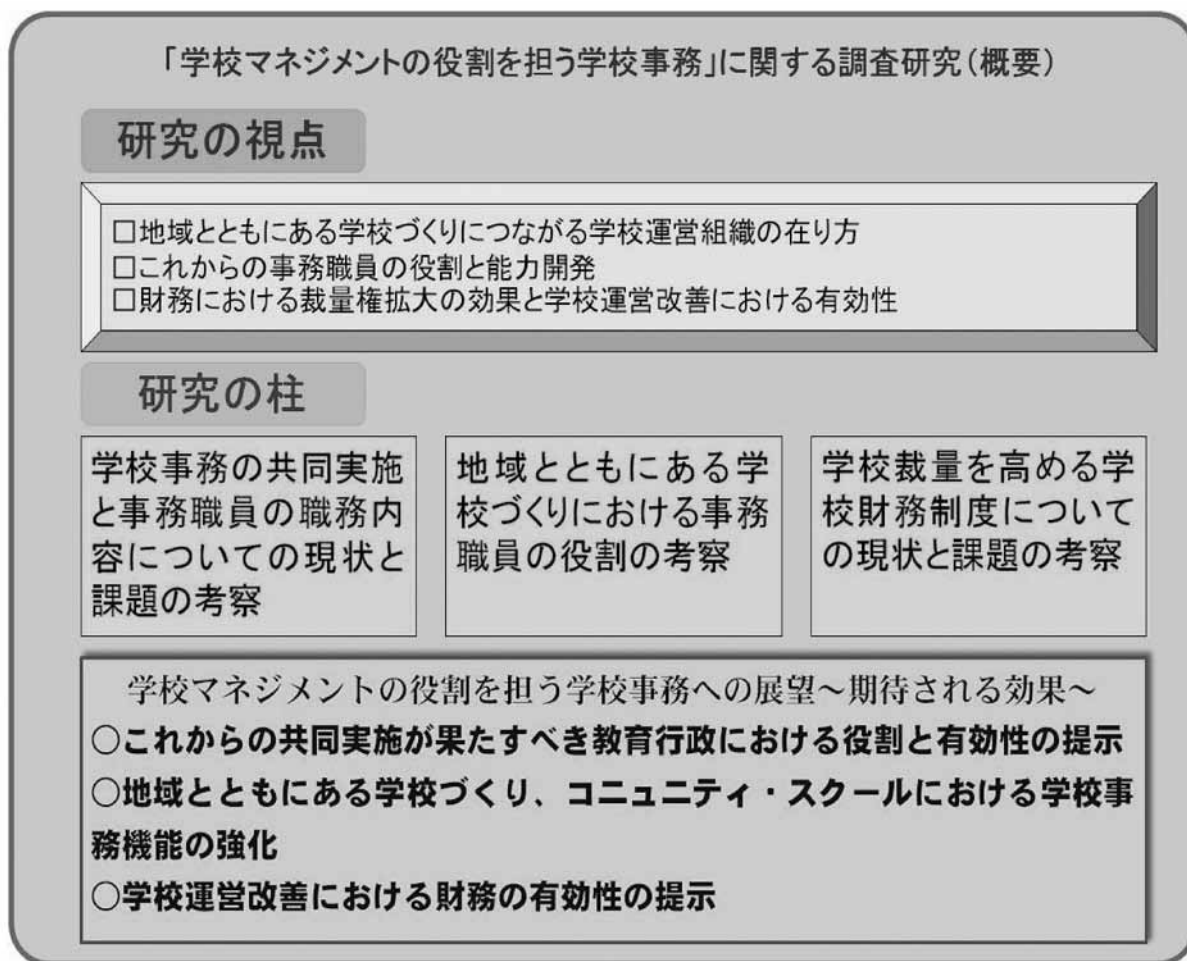 「学校マネジメントの役割を担う学校事務」に関する調査研究（概要）
研究の視点
□地域とともにある学校づくりにつながる学校運営組織の在り方
□これからの事務職員の役割と能力開発
□財務における裁量権拡大の効果と学校運営改善における有効性
研究の柱
学校事務の共同実施
と事務職員の職務内
容についての現状と
課題の考察
地域とともにある学
校づくりにおける事務
職員の役割の考察
学校裁量を高める学
校財務制度について
の現状と課題の考察
学校マネジメントの役割を担う学校事務への展望～期待される効果～
○これからの共同実施が果たすべき教育行政における役割と有効性の提示
○地域とともにある学校づくり、コニュニティ・スクールにおける学校事
務機能の強化
○学校運営改善における財務の有効性の提示